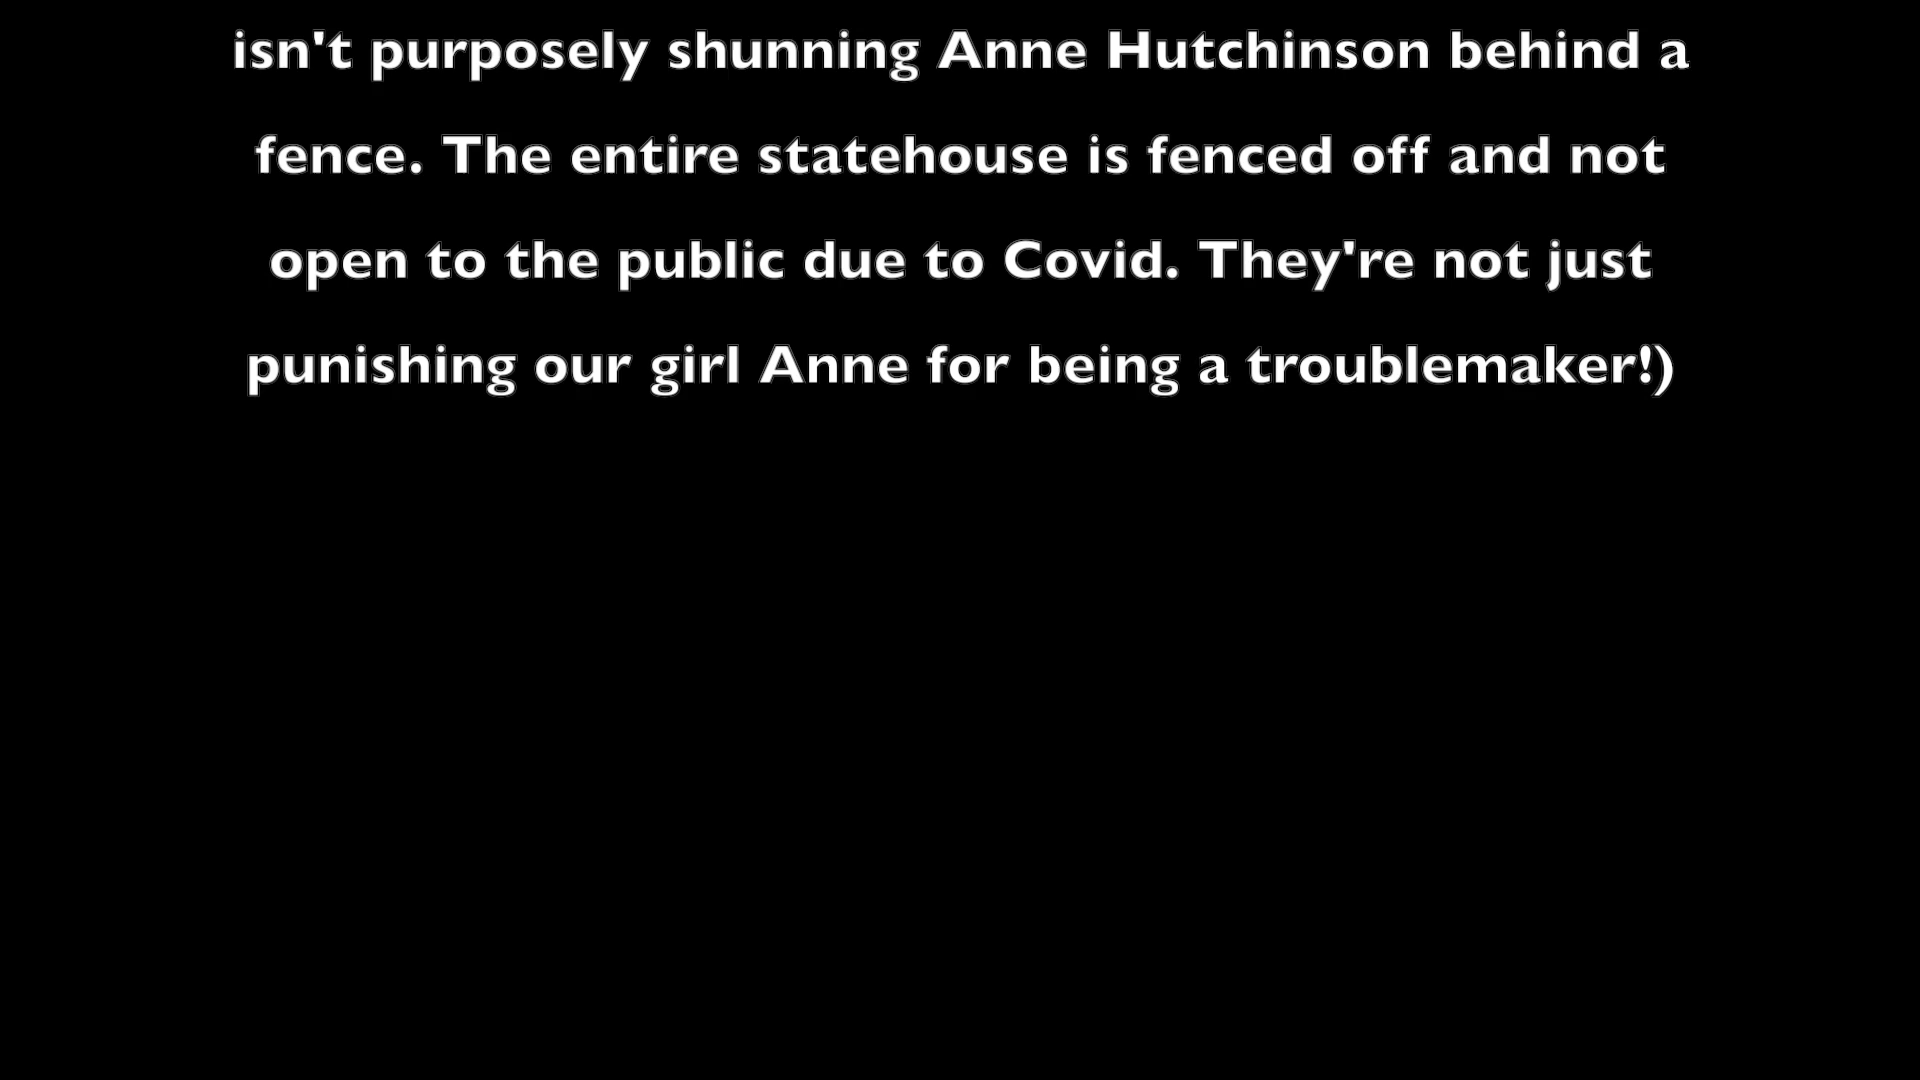 isn't purposely shunning Anne Hutchinson behind a
fence. The entire statehouse is fenced off and not
open to the public due to Covid. They're not just
punishing our girl Anne for being a troublemaker!)